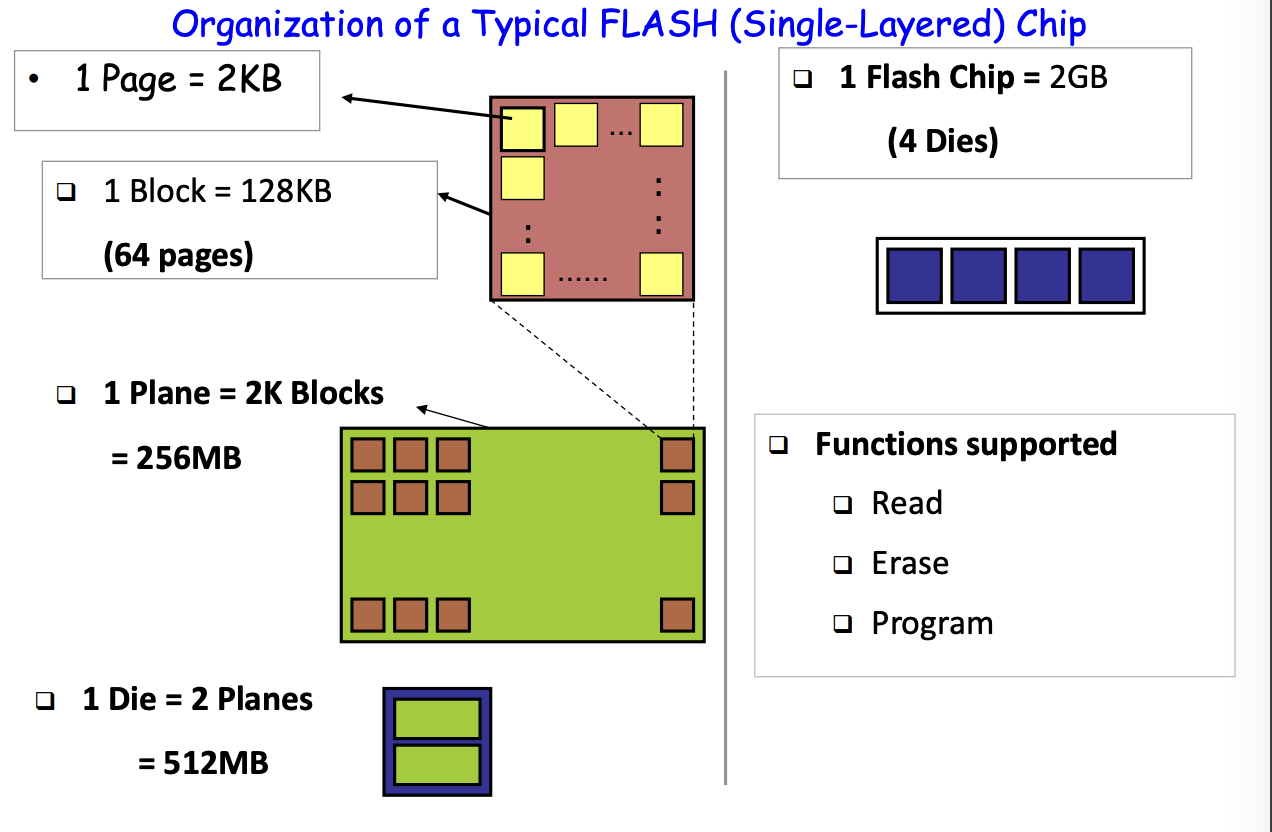 Organization of a Typical FLASH (Single-Layered) Chip
• 1 Page = 2KB
❑ 1 Block = 128KB
(64 pages)
... 
:
:
:
......
❑ 1 Plane = 2K Blocks
= 256MB
❑ 1 Die = 2 Planes
= 512MB
❑ 1 Flash Chip = 2GB
(4 Dies)
❑ Functions supported
❑ Read
❑ Erase
❑ Program